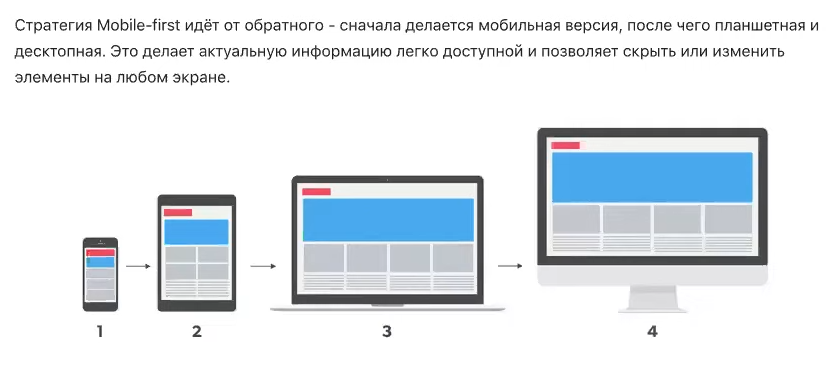 Стратегия Mobile-first идёт от обратного - сначала делается мобильная версия, после чего планшетная и
десктопная. Это делает актуальную информацию легко доступной и позволяет скрыть или изменить
элементы на любом экране.
1 2 3 4